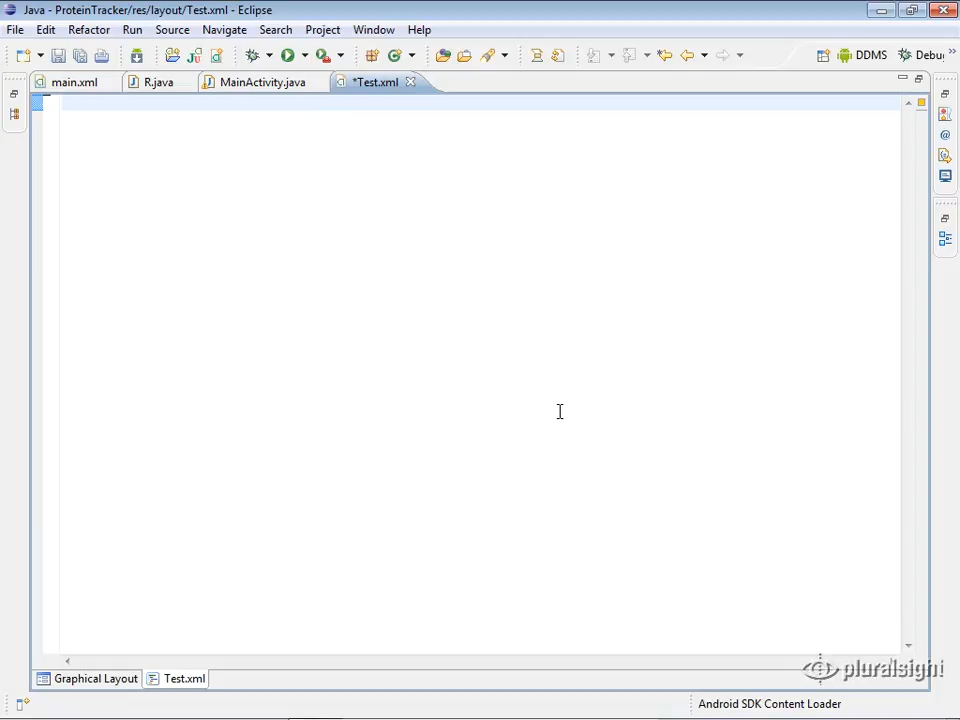 Java - ProteinTracker/res/layout/Test.xml - Eclipse
File Edit Refactor Run Source Navigate Search Project Window Help
DDMS Debug
main.xml R.java MainActivity.java *Test.xml
Graphical Layout Test.xml
pluralsight
Android SDK Content Loader